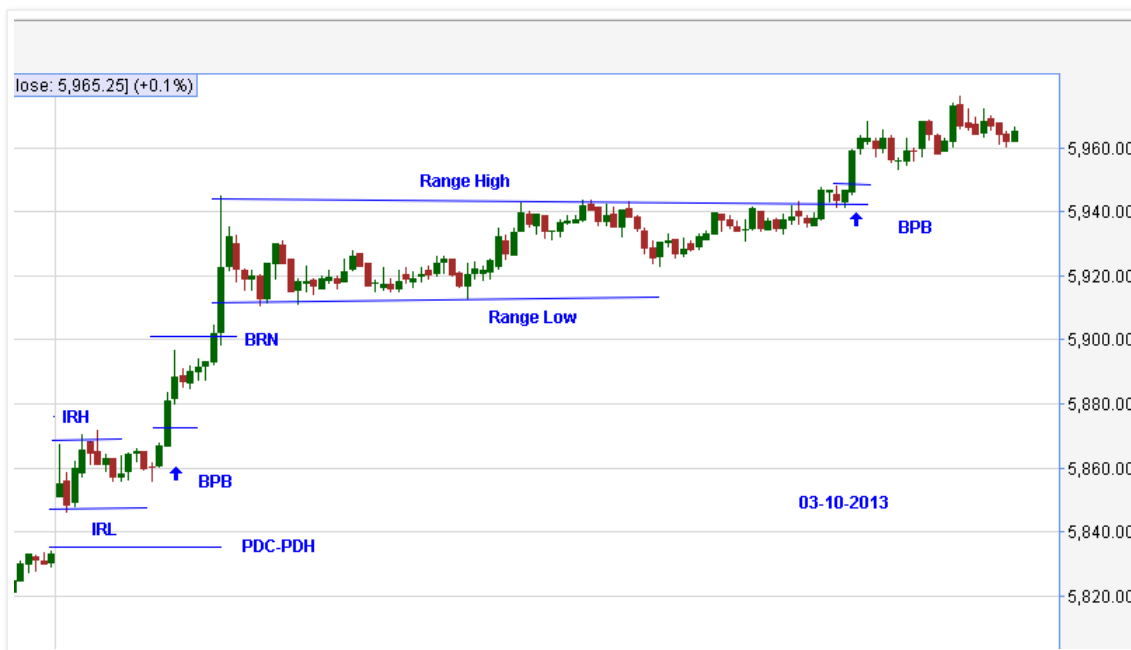 lose: 5,965.25] (+0.1%)
5,960.00
Range High
5,940.00
BPB
5,920.00
Range Low
BRN
5,900.00
IRH
5,880.00
BPB
5,860.00
03-10-2013
IRL
PDC-PDH
5,840.00
5,820.00